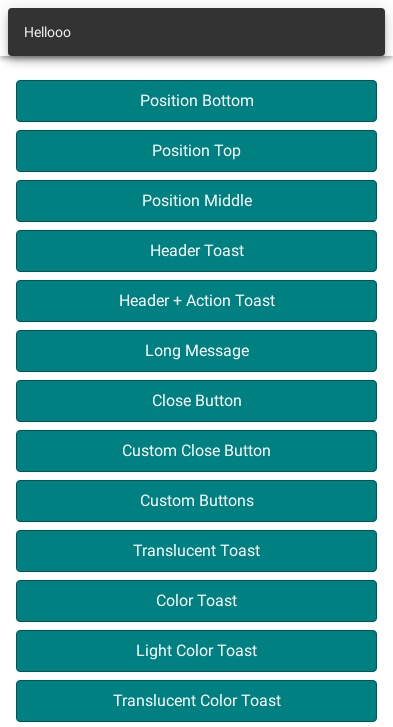 Hellooo
Position Bottom
Position Top
Position Middle
Header Toast
Header + Action Toast
Long Message
Close Button
Custom Close Button
Custom Buttons
Translucent Toast
Color Toast
Light Color Toast
Translucent Color Toast